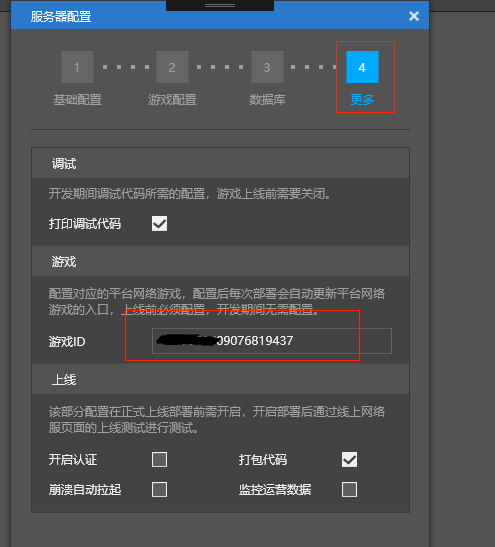 服务器配置
1 2 3 4
基础配置 游戏配置 数据库 更多
调试
开发期间调试代码所需的配置，游戏上线前需要关闭。
打印调试代码
游戏
配置对应的平台网络游戏，配置后每次部署会自动更新平台网络
游戏的入口，上线前必须配置，开发期间无需配置。
游戏ID 09076819437
上线
该部分配置在正式上线部署前需开启，开启部署后通过线上网络
服页面的上线测试进行测试。
开启认证 打包代码
崩溃自动拉起 监控运营数据